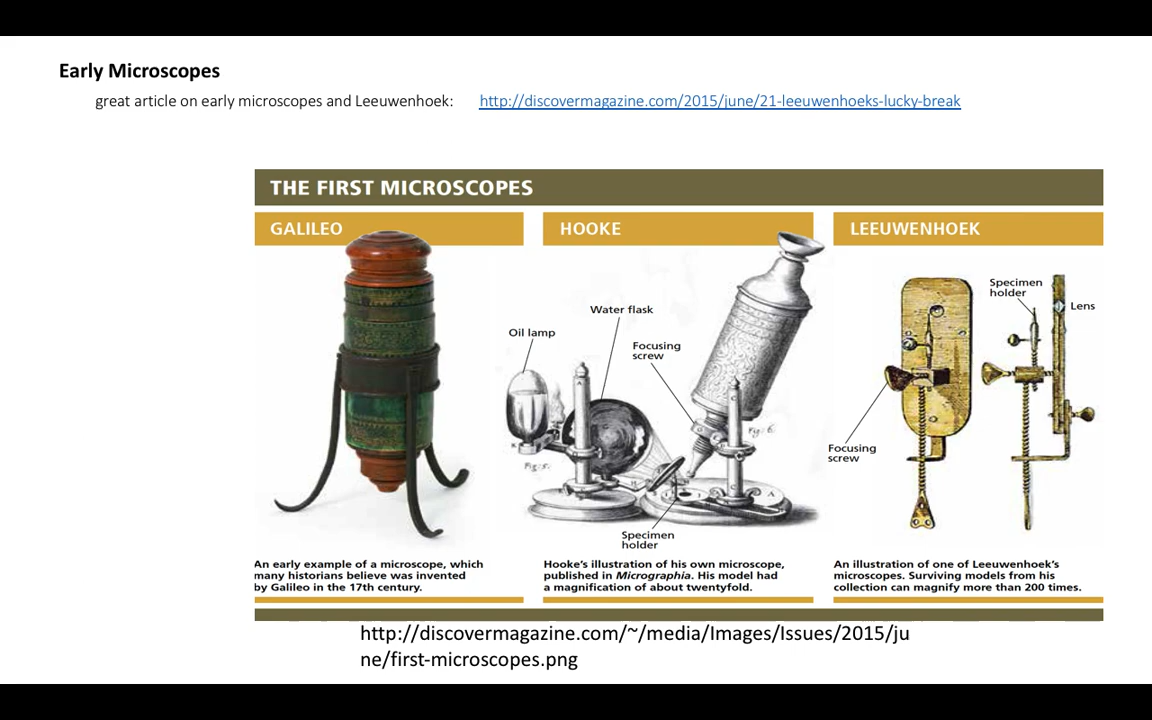 Early Microscopes
great article on early microscopes and Leeuwenhoek: http://discovermagazine.com/2015/june/21-leeuwenhoeks-lucky-break
THE FIRST MICROSCOPES
GALILEO
HOOKE
Oil lamp
Water flask
Focusing
screw
Fig: 5.
Fig: 6.
Specimen
holder
LEEUWENHOEK
Specimen
holder
Lens
Focusing
screw
An early example of a microscope, which
many historians believe was invented
by Galileo in the 17th century.
Hooke's illustration of his own microscope,
published in Micrographia. His model had
a magnification of about twentyfold.
An illustration of one of Leeuwenhoek's
microscopes. Surviving models from his
collection can magnify more than 200 times.
http://discovermagazine.com/~/media/Images/Issues/2015/ju
ne/first-microscopes.png